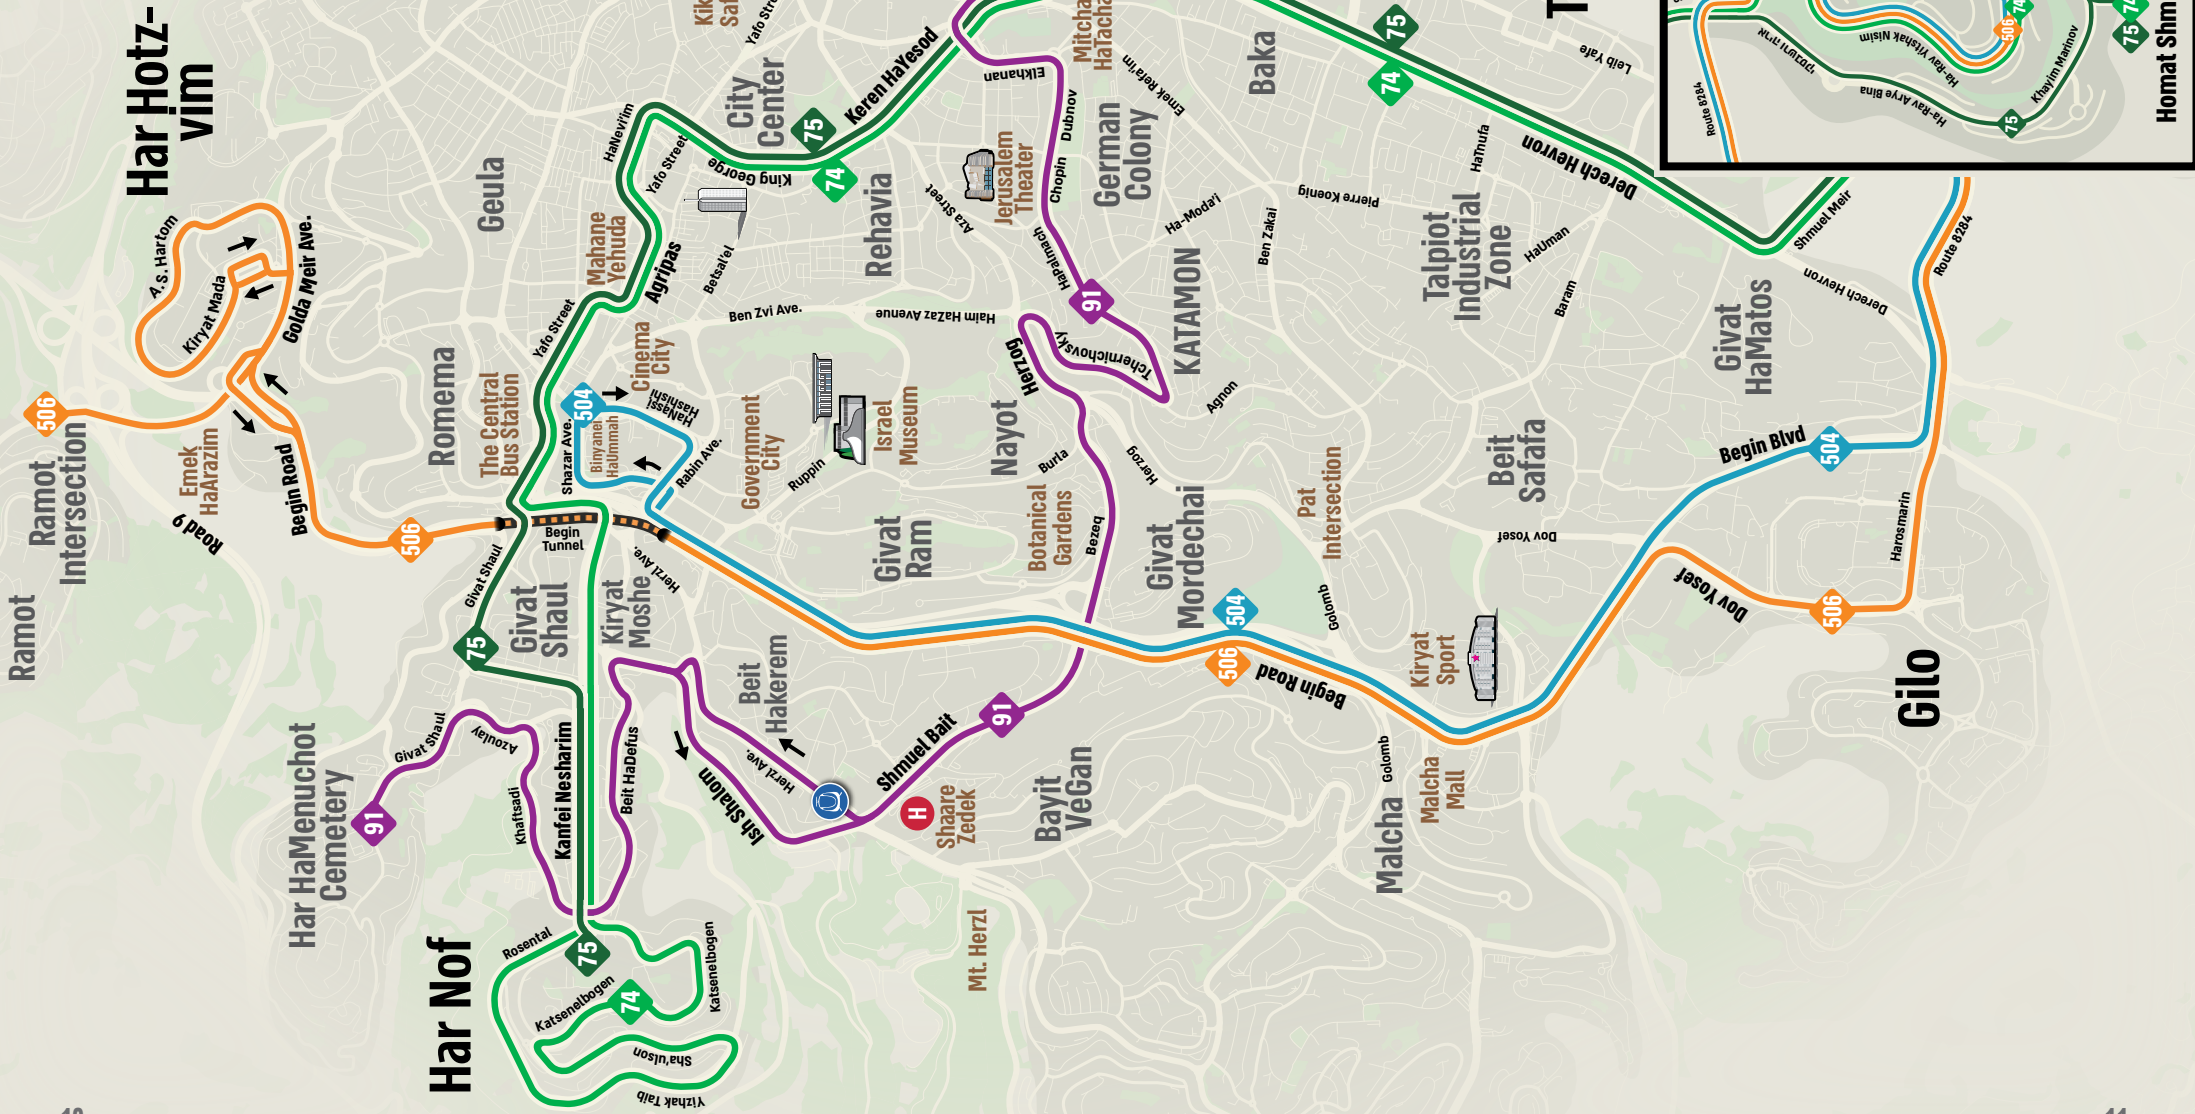 Har Hotz-
vim
A.S. Hartom
Kiryat Mada
Golda Meir Ave.
506
Ramot
Intersection
Emek
HaArazim
Begin Road
Road 9
506
Ramot
Geula
Romema
The Central
Bus Station
Yafo Street
Mahane
Yehuda
Agripas
HaNevi'im
Yafo Street
City
Center
75
Keren HaYesod
King George
74
Betsal'el
Rehavia
Aza Street
Jerusalem
Theater
Elkhanan
Dubnov
Chopin
German
Colony
Emek Refa'im
Baka
75
74
Leib Yafe
HaTnufa
Derech Hevron
Pierre Koenig
Talpiot
Industrial
Zone
HaUman
Baram
Ha-Moda'i
Ben Zakai
HaPalmach
91
KATAMON
Tchernichovsky
Herzog
Agnon
Ben Zvi Ave.
Haim HaZaz Avenue
Cinema
City
504
HaNassi
Hashishi
Shazar Ave.
Binyanei
HaUmmah
Rabin Ave.
Government
City
Israel
Museum
Ruppin
Nayot
Burla
Herzog
Botanical
Gardens
Bezeq
Givat
Ram
Givat
Mordechai
Pat
Intersection
Golomb
Beit
Safafa
Dov Yosef
Givat
HaMatos
Shmuel Meir
Derech Hevron
Route 8284
Begin Blvd
504
Harosmarin
Dov Yosef
506
Gilo
Begin
Tunnel
Herzl Ave.
Givat Shaul
Givat
Shaul
Kiryat
Moshe
75
Beit
Hakerem
504
506
Begin Road
Kiryat
Sport
Golomb
Malcha
Mall
Malcha
91
Shmuel Bait
Herzl Ave.
Ish Shalom
H
Shaare
Zedek
Bayit
VeGan
Mt. Herzl
Har HaMenuchot
Cemetery
91
Givat Shaul
Azoulay
Khaftsadi
Kanfei Nesharim
Beit HaDefus
Har Nof
Rosental
75
74
Katsenelbogen
Katsenelbogen
Sha'ulson
Yizhak Taib
Route 8284
Ha-Rav Yitshak Nisim
506
74
Ha-Rav Arye Bina
Khayim Marinov
75
74
75
Homat Shm